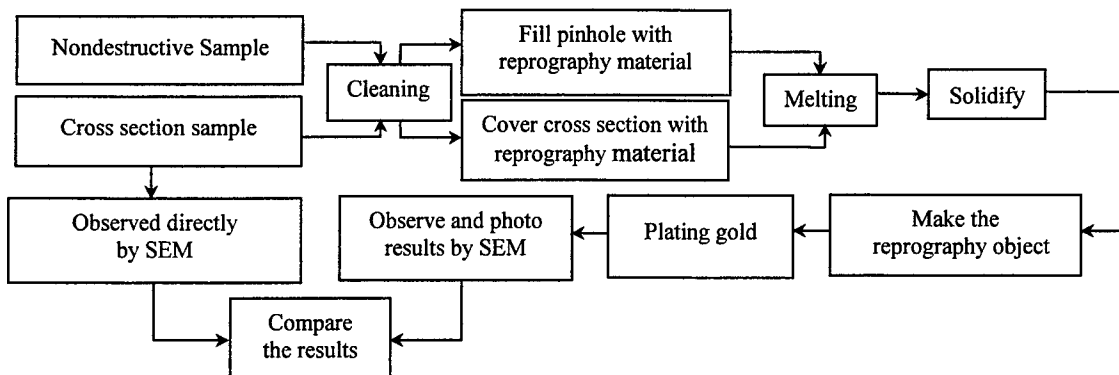 Nondestructive Sample
Cross section sample
Cleaning
Fill pinhole with
reprography material
Cover cross section with
reprography material
Melting
Solidify
Observed directly
by SEM
Observe and photo
results by SEM
Plating gold
Make the
reprography object
Compare
the results